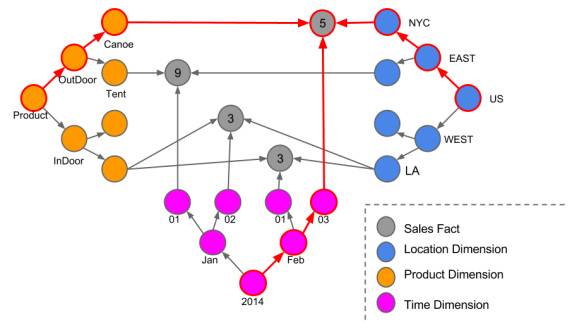 5
NYC
Canoe
EAST
OutDoor
9
Tent
US
Product
3
WEST
InDoor
3
LA
01
02
01
03
Sales Fact
Jan
Feb
Location Dimension
Product Dimension
2014
Time Dimension